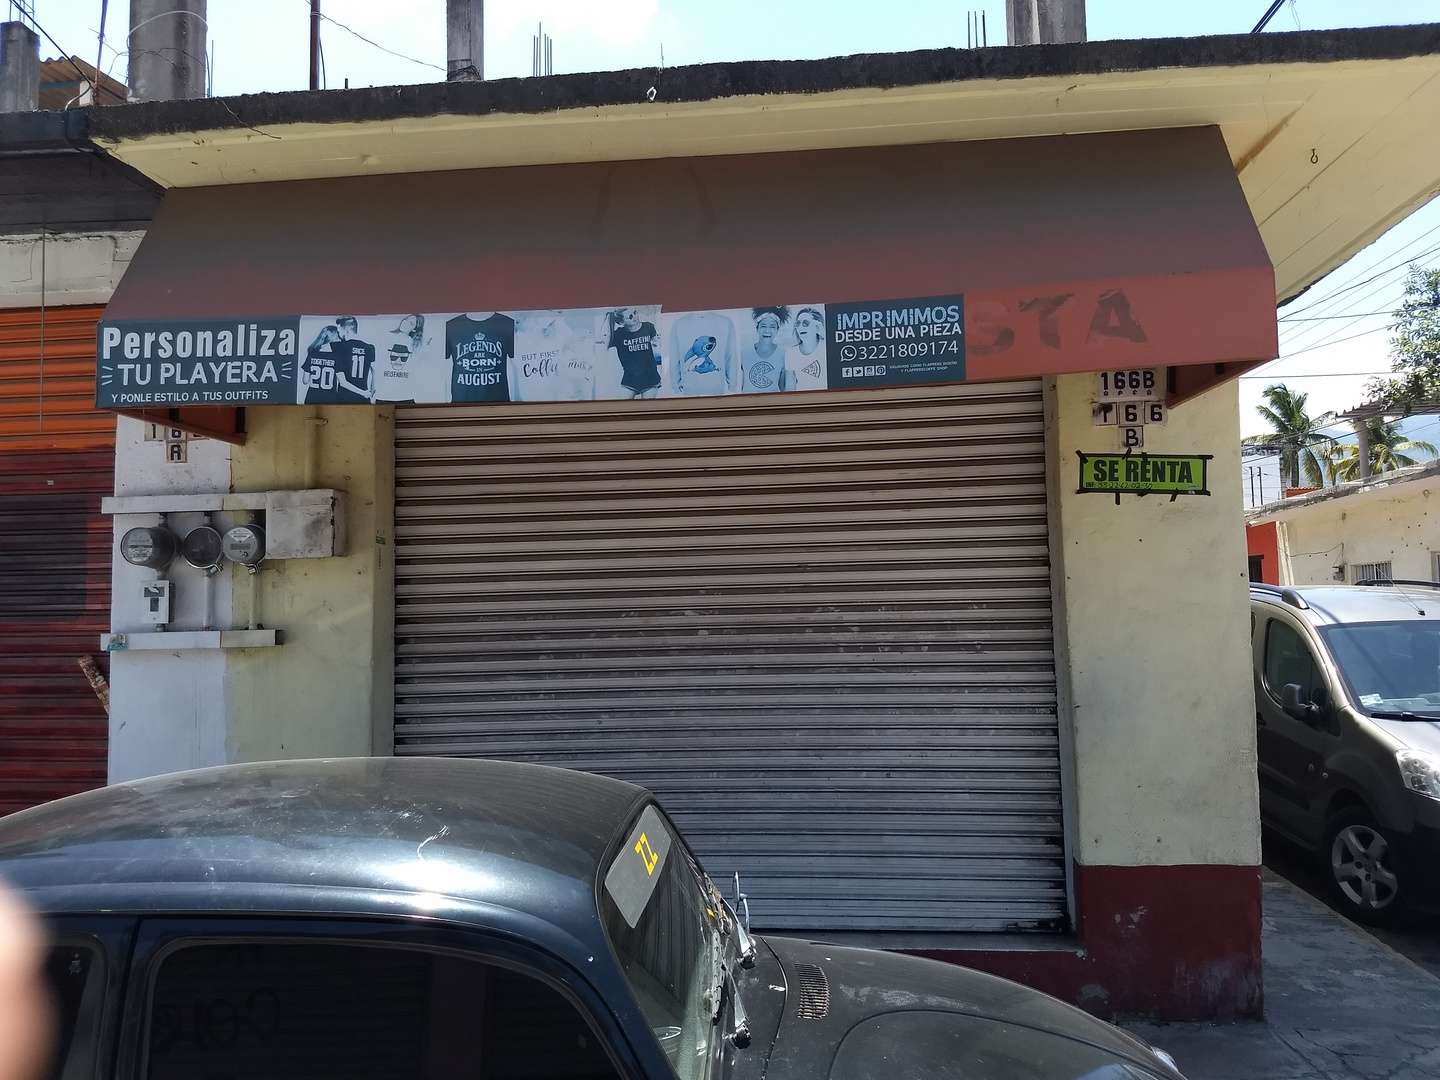 Personaliza
TU PLAYERA
Y PONLE ESTILO A TUS OUTFITS
TOGETHER
20
SINCE
11
HEISENBERG
LEGENDS
ARE
BORN
IN
AUGUST
BUT FIRST
Coffee
CAFFEINE
QUEEN
IMPRIMIMOS
DESDE UNA PIEZA
3221809174
STA
166B
166
B
A
SE RENTA
ZZ